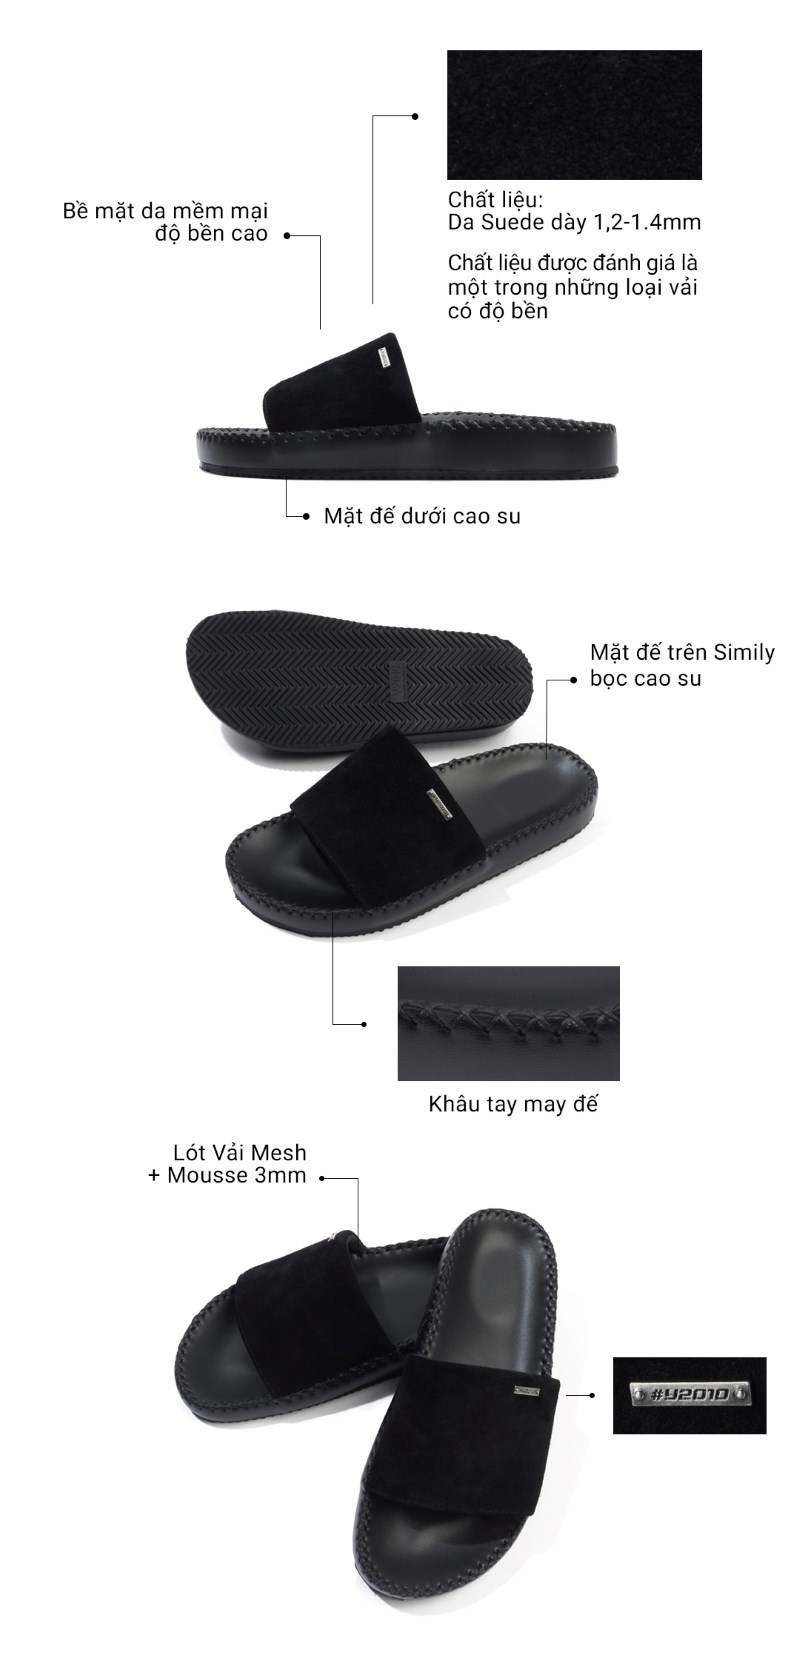 Chất liệu:
Da Suede dày 1,2-1.4mm
Chất liệu được đánh giá là
một trong những loại vải
có độ bền
Bề mặt da mềm mại
độ bền cao
Mặt đế dưới cao su
Mặt đế trên Simily
bọc cao su
Khâu tay may đế
Lót Vải Mesh
+ Mousse 3mm
#Y2010